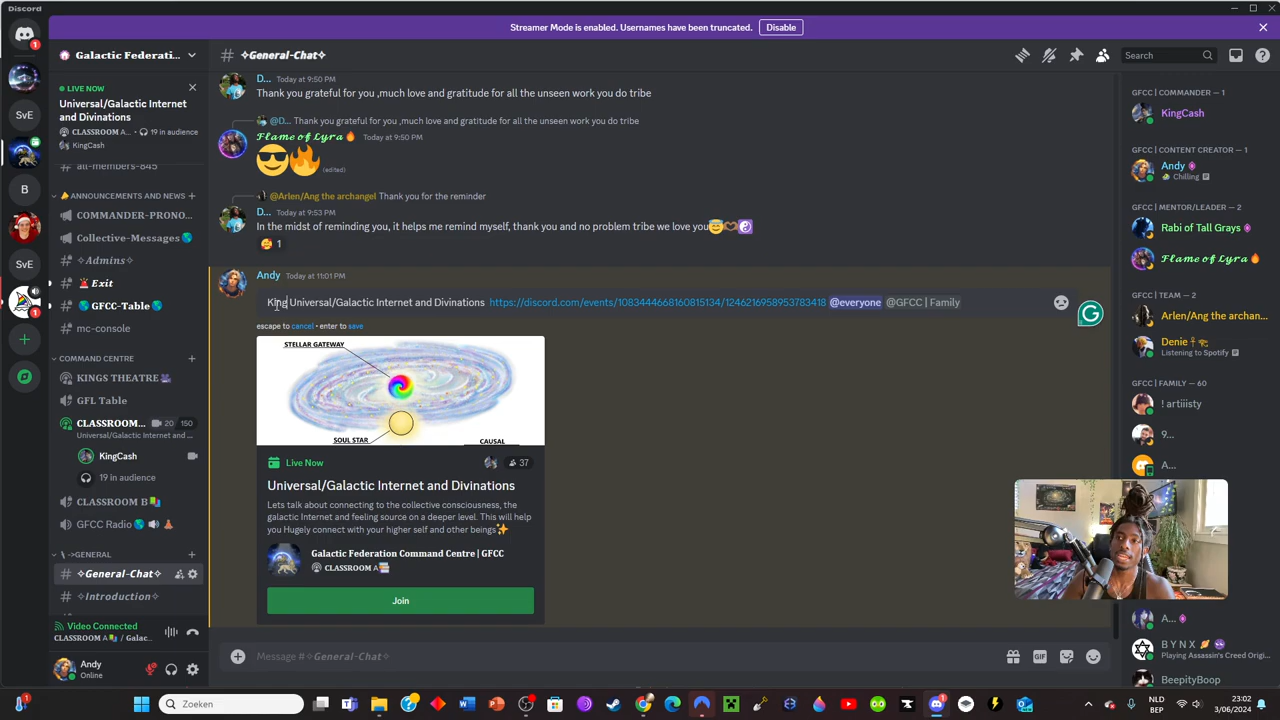 Discord
Streamer Mode is enabled. Usernames have been truncated. Disable
Galactic Federati...
✧General-Chat✧
Search
LIVE NOW
Universal/Galactic Internet
and Divinations
CLASSROOM A... • 19 in audience
KingCash
all-members-845
ANNOUNCEMENTS AND NEWS
COMMANDER-PRONO...
Collective-Messages
✧Admins✧
Exit
GFCC-Table
mc-console
COMMAND CENTRE
KINGS THEATRE
GFL Table
CLASSROOM... 20 150
Universal/Galactic Internet and ...
KingCash
19 in audience
CLASSROOM B
GFCC Radio
\ ->GENERAL
✧General-Chat✧
✧Introduction✧
Video Connected
CLASSROOM A / Galac...
Andy
Online
SvE
B
SvE
1
1
D... Today at 9:50 PM
Thank you grateful for you ,much love and gratitude for all the unseen work you do
@D... Thank you grateful for you ,much love and gratitude for all the unseen work you do tribe
Flame of Lyra🔥 Today at 9:50 PM
😎🔥 (edited)
@Arlen/Ang the archangel Thank you for the reminder
D... Today at 9:53 PM
In the midst of reminding you, it helps me remind myself, thank you and no problem tribe we love you😇🫶🏾☯️
1
Andy Today at 11:01 PM
King Universal/Galactic Internet and Divinations https://discord.com/events/1083444668160815134/1246216958953783418 @everyone @GFCC | Family
escape to cancel • enter to save
STELLAR GATEWAY
SOUL STAR
CAUSAL
Live Now
37
Universal/Galactic Internet and Divinations
Lets talk about connecting to the collective consciousness, the
galactic Internet and feeling source on a deeper level. This will help
you Hugely connect with your higher self and other beings✨
Galactic Federation Command Centre | GFCC
CLASSROOM A
Join
Message #✧General-Chat✧
GIF
GFCC | COMMANDER — 1
KingCash
GFCC | CONTENT CREATOR — 1
Andy
Chilling
GFCC | MENTOR/LEADER — 2
Rabi of Tall Grays
Flame of Lyra🔥
GFCC | TEAM — 2
Arlen/Ang the archan...
Denie
Listening to Spotify
GFCC | FAMILY — 60
! artiiisty
9...
A...
A...
B Y N X
Playing Assassin's Creed Origi...
BeepityBoop
1
Zoeken
NLD
BEP
23:02
3/06/2024